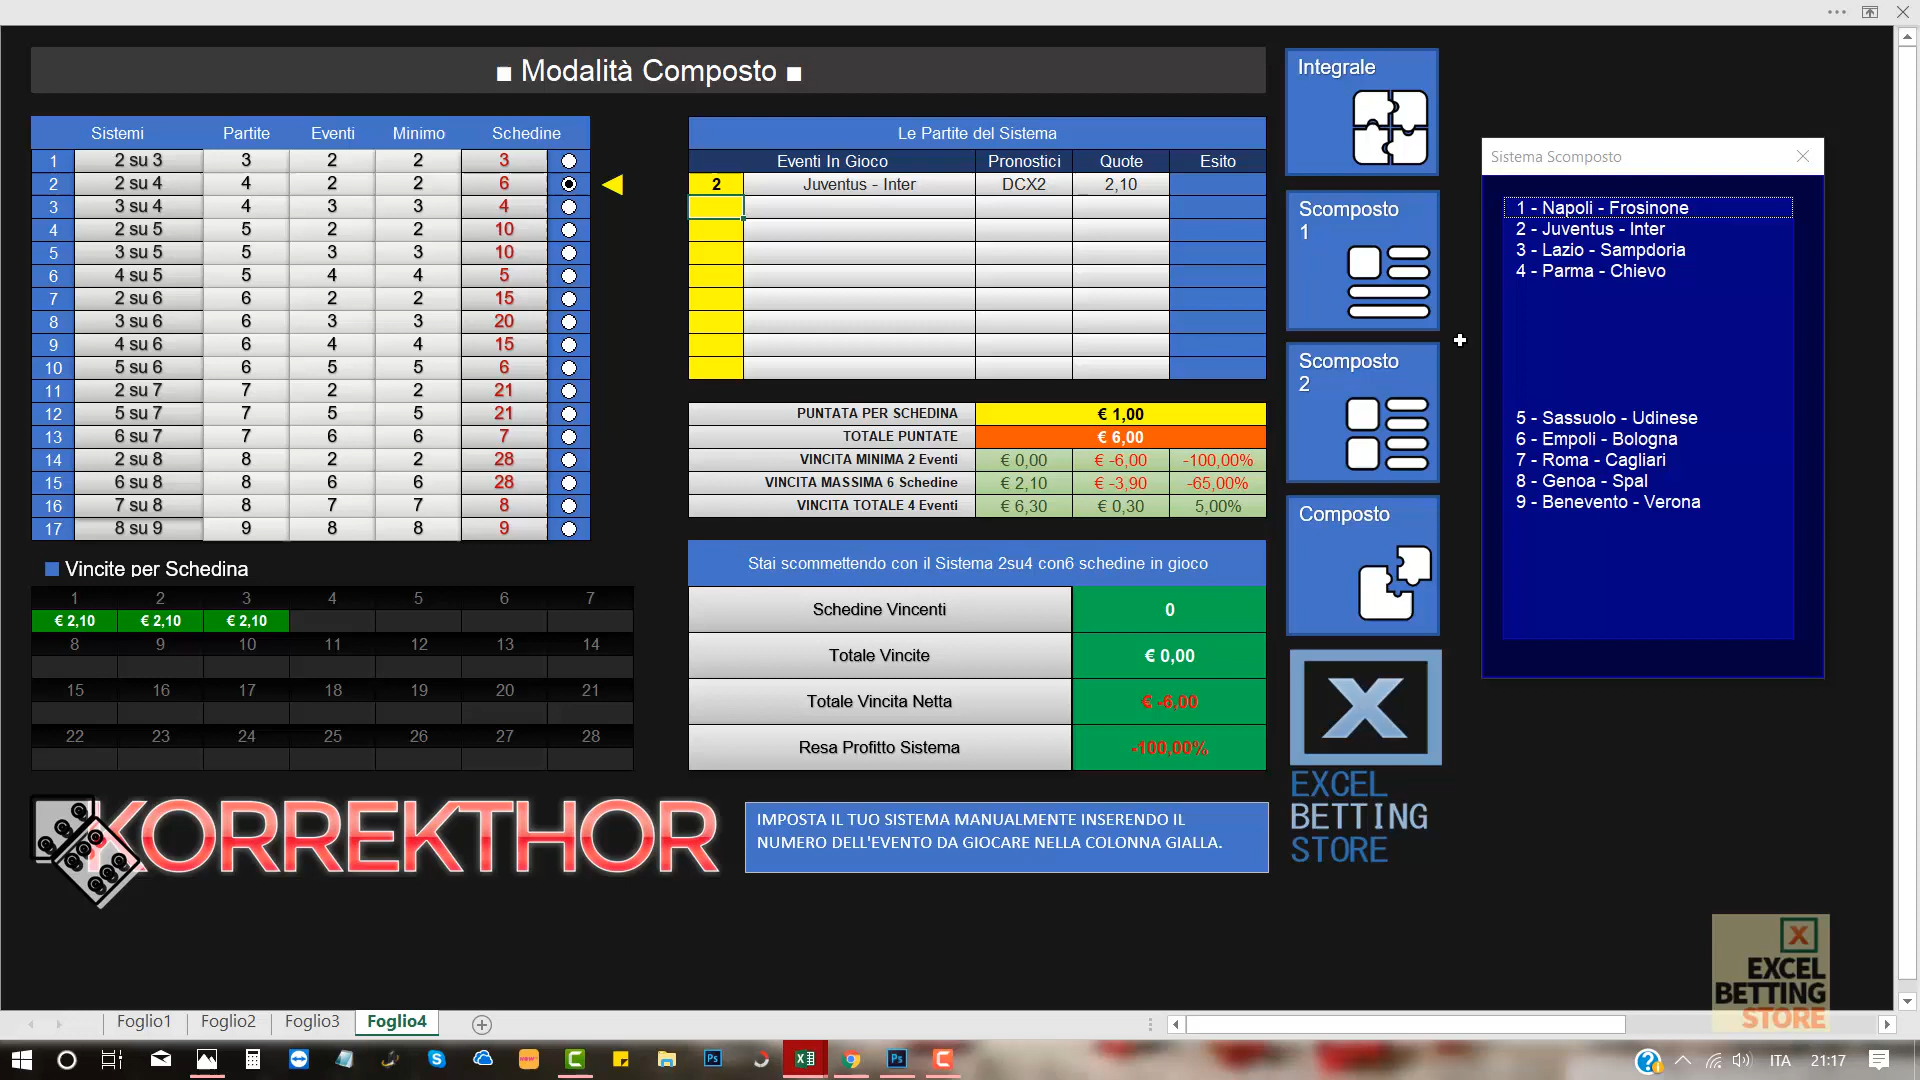 ■ Modalità Composto ■
Sistemi Partite Eventi Minimo Schedine
1 2 su 3 3 2 2 3
2 2 su 4 4 2 2 6
3 3 su 4 4 3 3 4
4 2 su 5 5 2 2 10
5 3 su 5 5 3 3 10
6 4 su 5 5 4 4 5
7 2 su 6 6 2 2 15
8 3 su 6 6 3 3 20
9 4 su 6 6 4 4 15
10 5 su 6 6 5 5 6
11 2 su 7 7 2 2 21
12 5 su 7 7 5 5 21
13 6 su 7 7 6 6 7
14 2 su 8 8 2 2 28
15 6 su 8 8 6 6 28
16 7 su 8 8 7 7 8
17 8 su 9 9 8 8 9
Vincite per Schedina
1 2 3 4 5 6 7
€ 2,10 € 2,10 € 2,10
8 9 10 11 12 13 14
15 16 17 18 19 20 21
22 23 24 25 26 27 28
KORREKTHOR
Le Partite del Sistema
Eventi In Gioco Pronostici Quote Esito
2 Juventus - Inter DCX2 2,10
PUNTATA PER SCHEDINA € 1,00
TOTALE PUNTATE € 6,00
VINCITA MINIMA 2 Eventi € 0,00 € -6,00 -100,00%
VINCITA MASSIMA 6 Schedine € 2,10 € -3,90 -65,00%
VINCITA TOTALE 4 Eventi € 6,30 € 0,30 5,00%
Stai scommettendo con il Sistema 2su4 con6 schedine in gioco
Schedine Vincenti 0
Totale Vincite € 0,00
Totale Vincita Netta € -6,00
Resa Profitto Sistema -100,00%
IMPOSTA IL TUO SISTEMA MANUALMENTE INSERENDO IL
NUMERO DELL'EVENTO DA GIOCARE NELLA COLONNA GIALLA.
Integrale
Scomposto
1
Scomposto
2
Composto
X
EXCEL
BETTING
STORE
Sistema Scomposto
1 - Napoli - Frosinone
2 - Juventus - Inter
3 - Lazio - Sampdoria
4 - Parma - Chievo
5 - Sassuolo - Udinese
6 - Empoli - Bologna
7 - Roma - Cagliari
8 - Genoa - Spal
9 - Benevento - Verona
X
EXCEL
BETTING
STORE
Foglio1 Foglio2 Foglio3 Foglio4
ITA 21:17